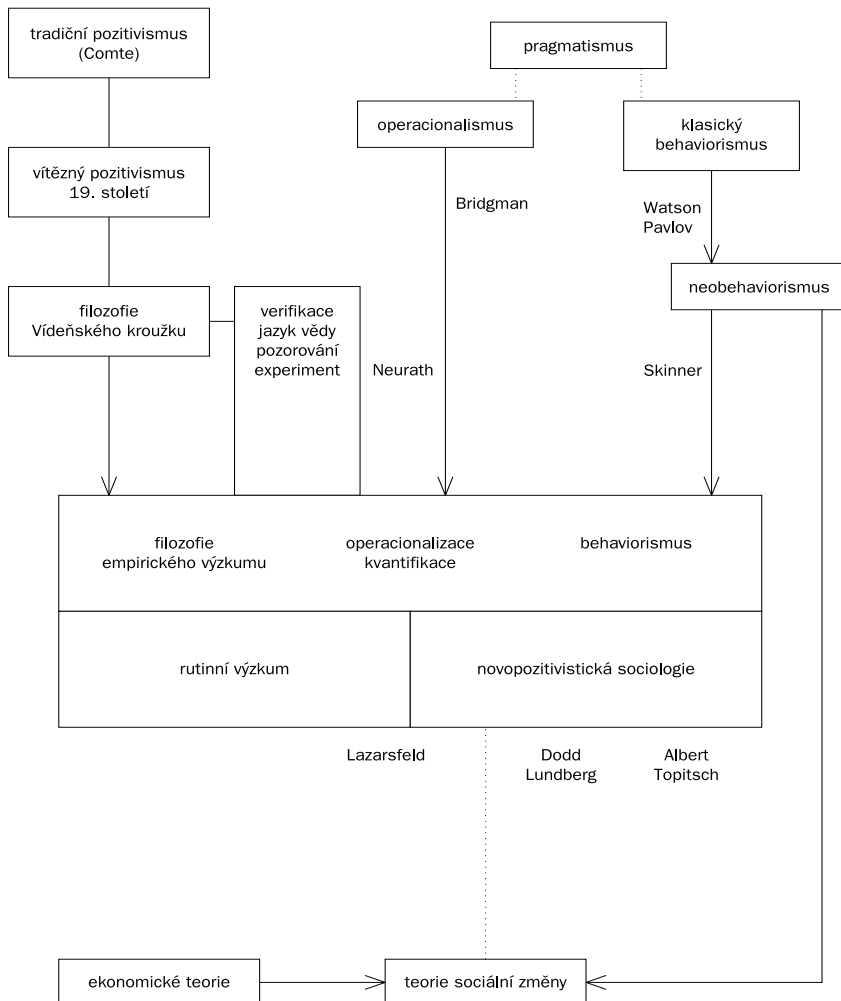 tradiční pozitivismus
(Comte)
pragmatismus
operacionalismus
klasický
behaviorismus
vítězný pozitivismus
19. století
Bridgman
Watson
Pavlov
neobehaviorismus
filozofie
Vídeňského kroužku
verifikace
jazyk vědy
pozorování
experiment
Neurath
Skinner
filozofie
empirického výzkumu
operacionalizace
kvantifikace
behaviorismus
rutinní výzkum
novopozitivistická sociologie
Lazarsfeld
Dodd
Lundberg
Albert
Topitsch
ekonomické teorie
teorie sociální změny